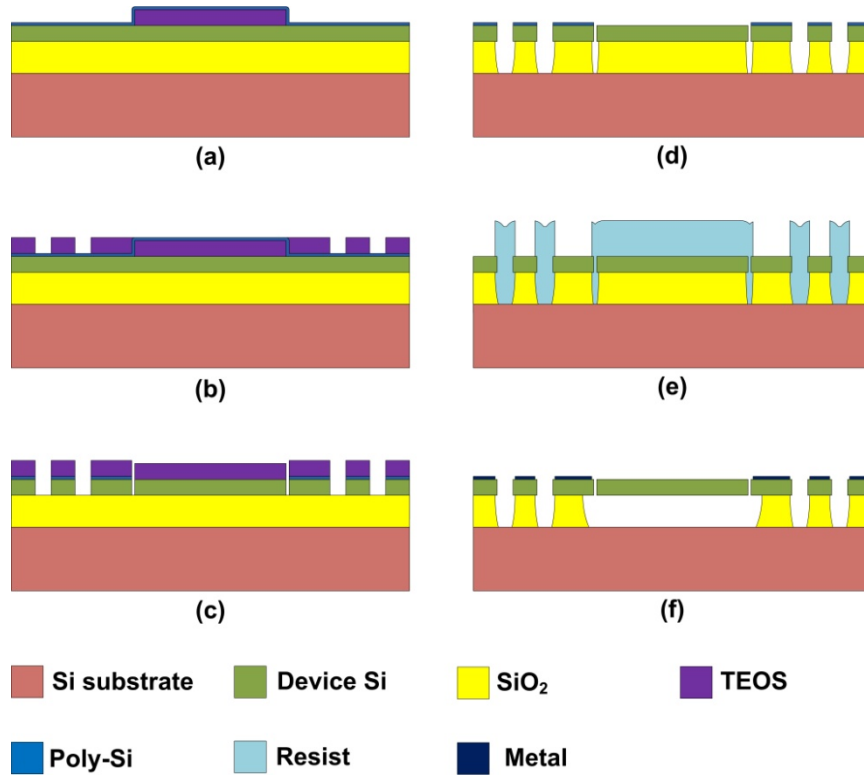 (a)
(d)
(b)
(e)
(c)
(f)
Si substrate
Device Si
SiO₂
TEOS
Poly-Si
Resist
Metal